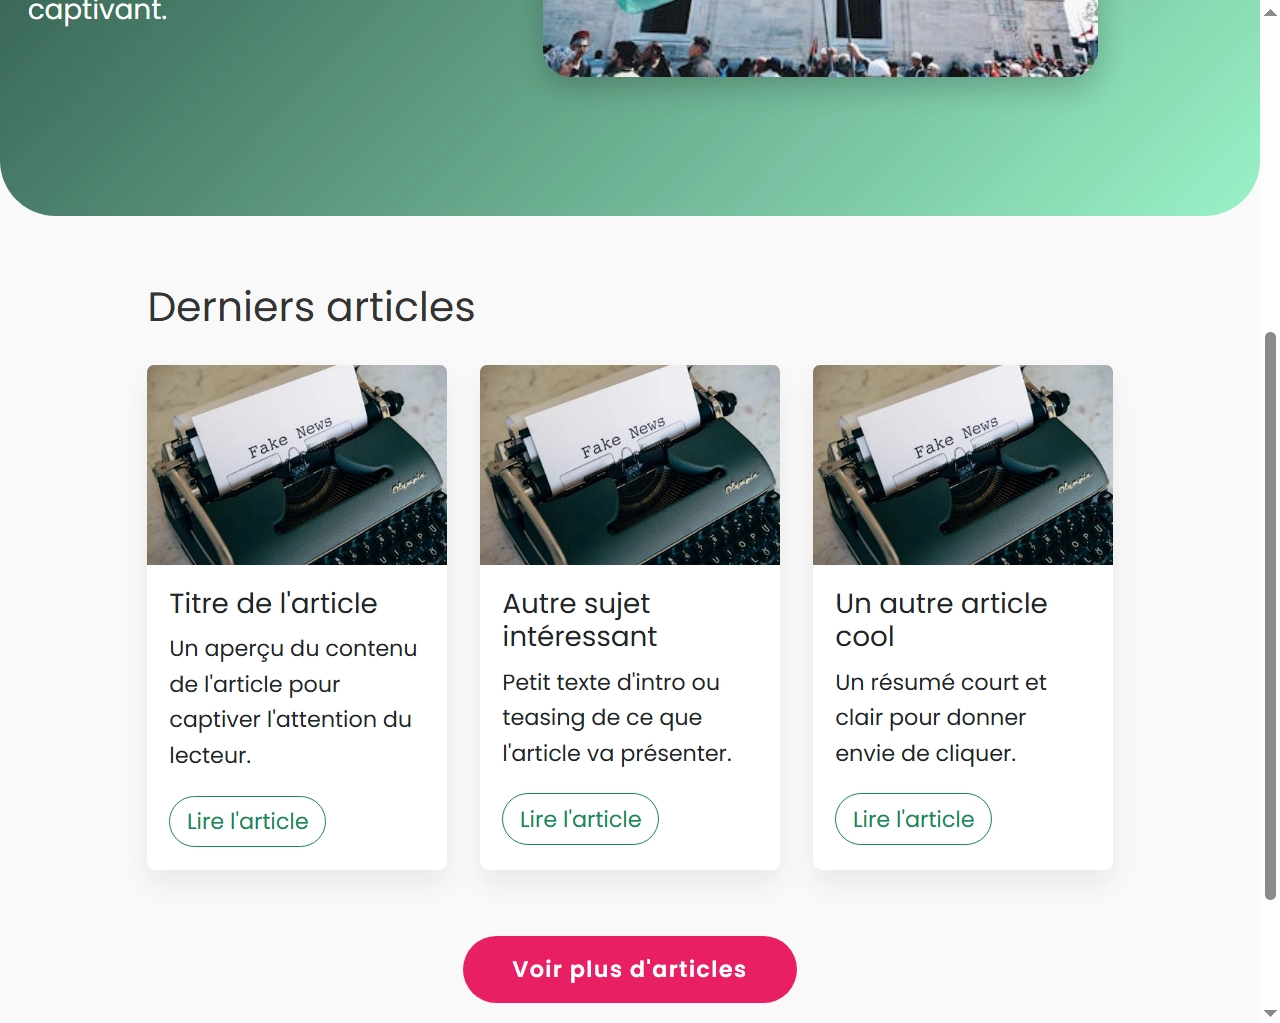 captivant.
Derniers articles
Fake News
Olympia
Fake News
Olympia
Fake News
Olympia
Titre de l'article
Un aperçu du contenu
de l'article pour
captiver l'attention du
lecteur.
Lire l'article
Autre sujet
intéressant
Petit texte d'intro ou
teasing de ce que
l'article va présenter.
Lire l'article
Un autre article
cool
Un résumé court et
clair pour donner
envie de cliquer.
Lire l'article
Voir plus d'articles